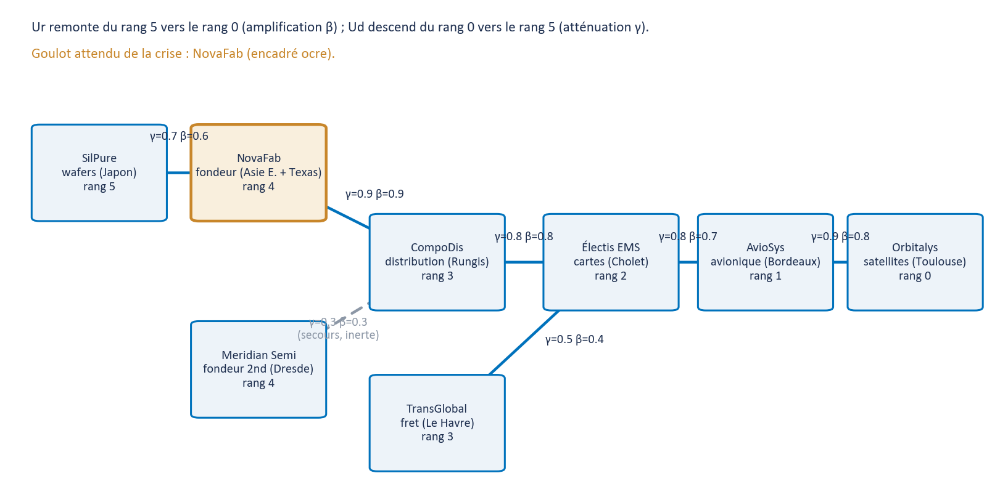 Ur remonte du rang 5 vers le rang 0 (amplification β) ; Ud descend du rang 0 vers le rang 5 (atténuation γ).
Goulot attendu de la crise : NovaFab (encadré ocre).
γ=0.7 β=0.6
SilPure
wafers (Japon)
rang 5
NovaFab
fondeur (Asie E. + Texas)
rang 4
γ=0.9 β=0.9
γ=0.8 β=0.8
γ=0.8 β=0.7
γ=0.9 β=0.8
CompoDis
distribution (Rungis)
rang 3
Électis EMS
cartes (Cholet)
rang 2
AvioSys
avionique (Bordeaux)
rang 1
Orbitalys
satellites (Toulouse)
rang 0
γ=0.3 β=0.3
(secours, inerte)
γ=0.5 β=0.4
Meridian Semi
fondeur 2nd (Dresde)
rang 4
TransGlobal
fret (Le Havre)
rang 3